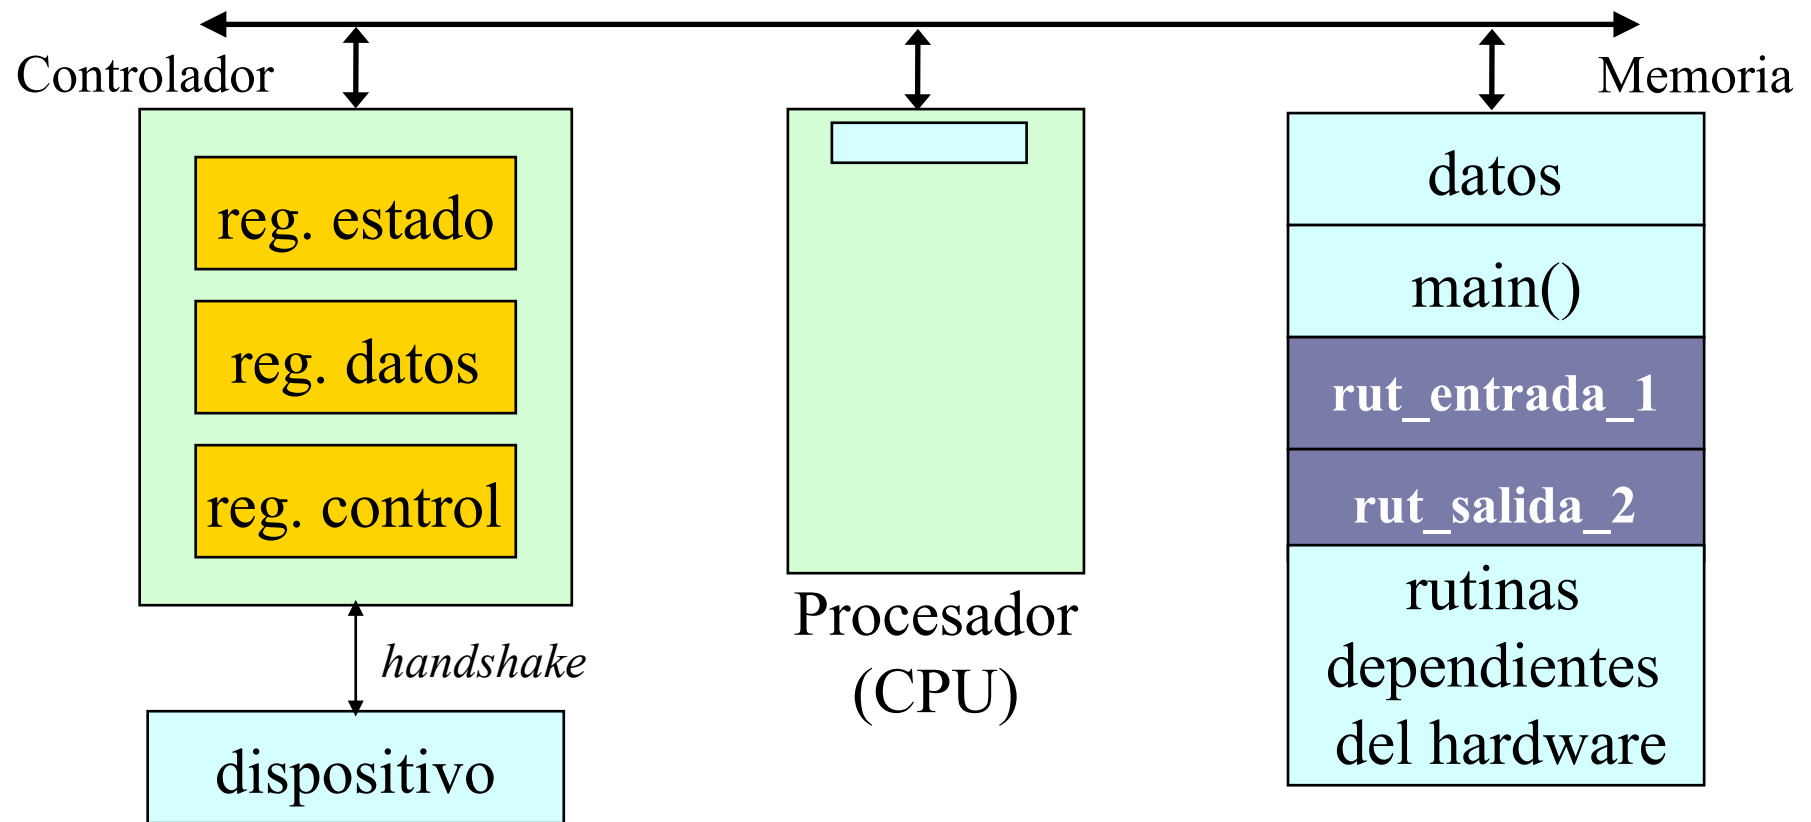 Controlador
reg. estado
reg. datos
reg. control
handshake
dispositivo
Procesador
(CPU)
Memoria
datos
main()
rut_entrada_1
rut_salida_2
rutinas
dependientes
del hardware